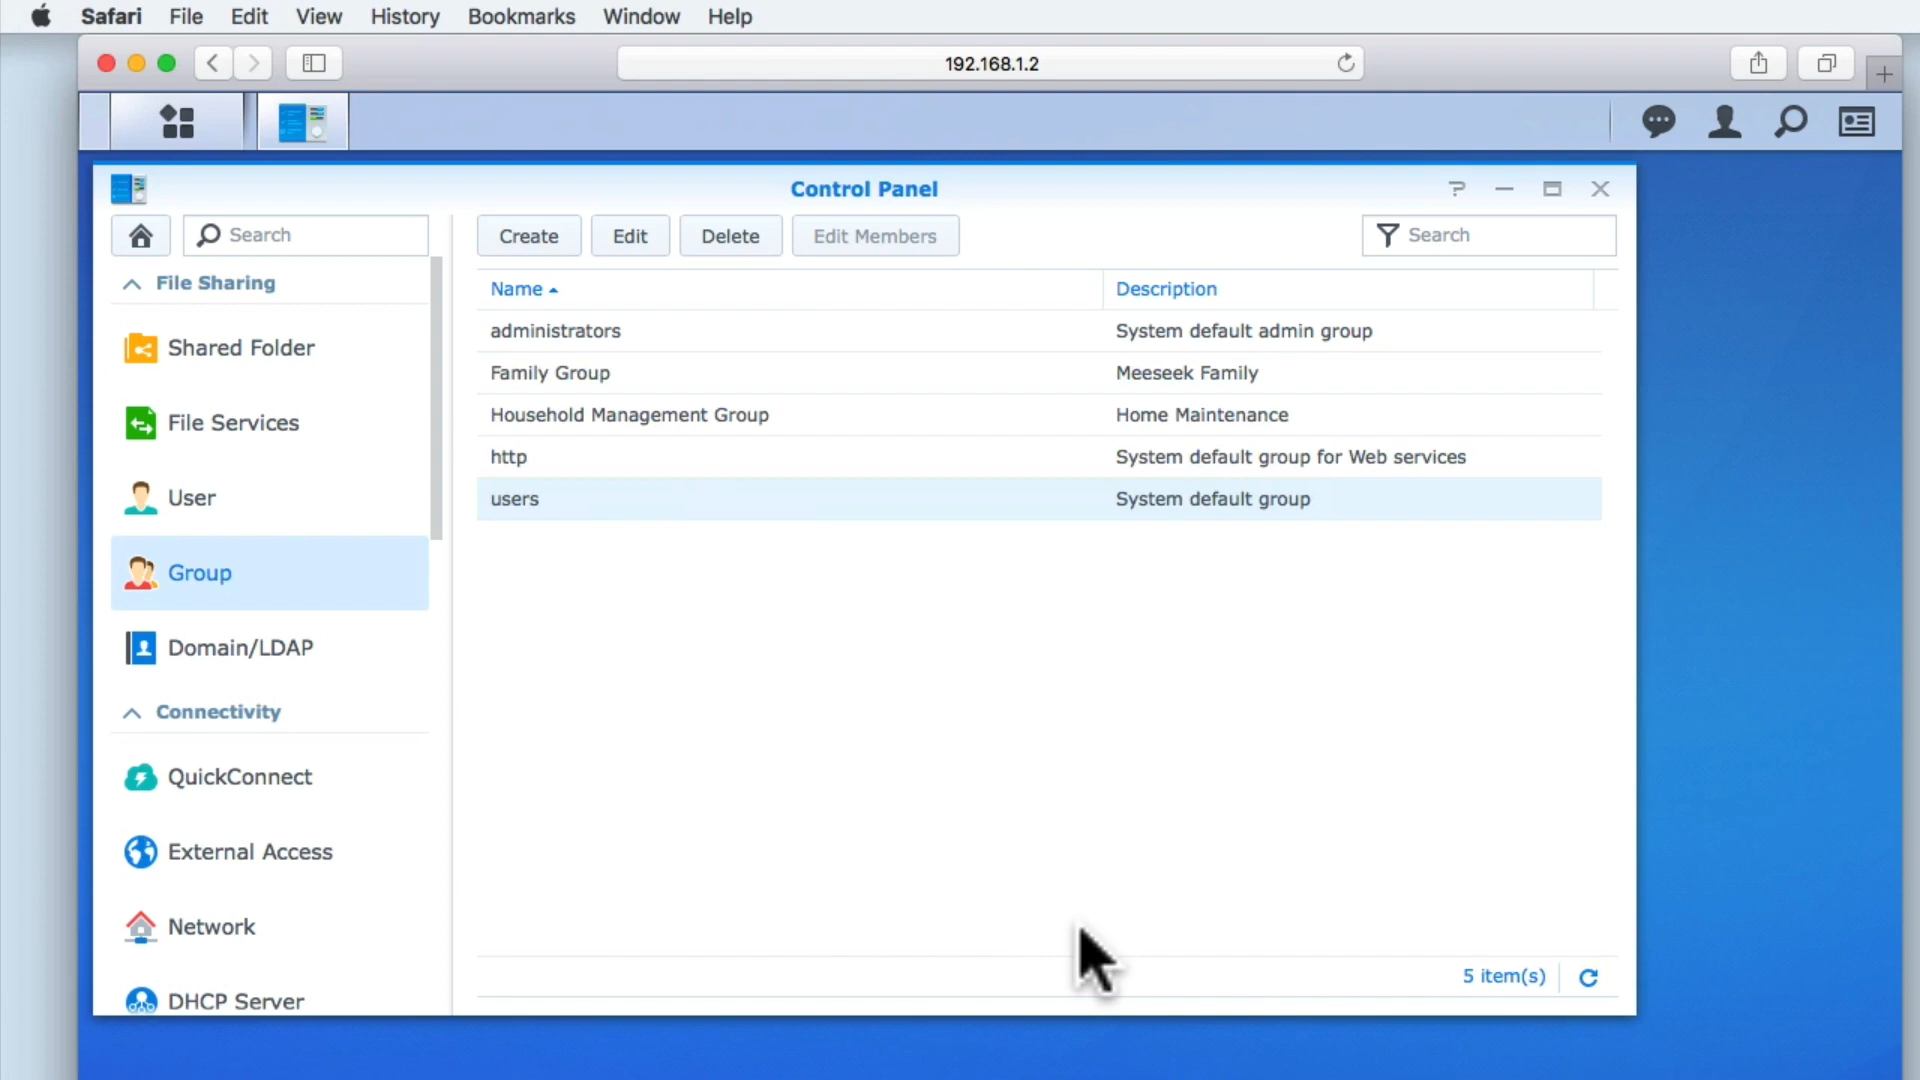 Safari File Edit View History Bookmarks Window Help
192.168.1.2
Control Panel
Search
Create Edit Delete Edit Members
Search
File Sharing
Shared Folder
File Services
User
Group
Domain/LDAP
Connectivity
QuickConnect
External Access
Network
DHCP Server
Name Description
administrators System default admin group
Family Group Meeseek Family
Household Management Group Home Maintenance
http System default group for Web services
users System default group
5 item(s)